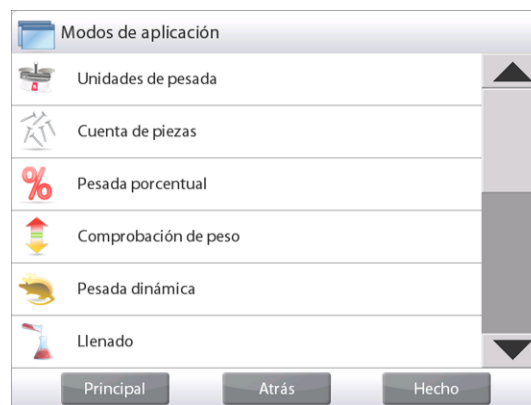 Modos de aplicación
Unidades de pesada
Cuenta de piezas
Pesada porcentual
Comprobación de peso
Pesada dinámica
Llenado
Principal Atrás Hecho